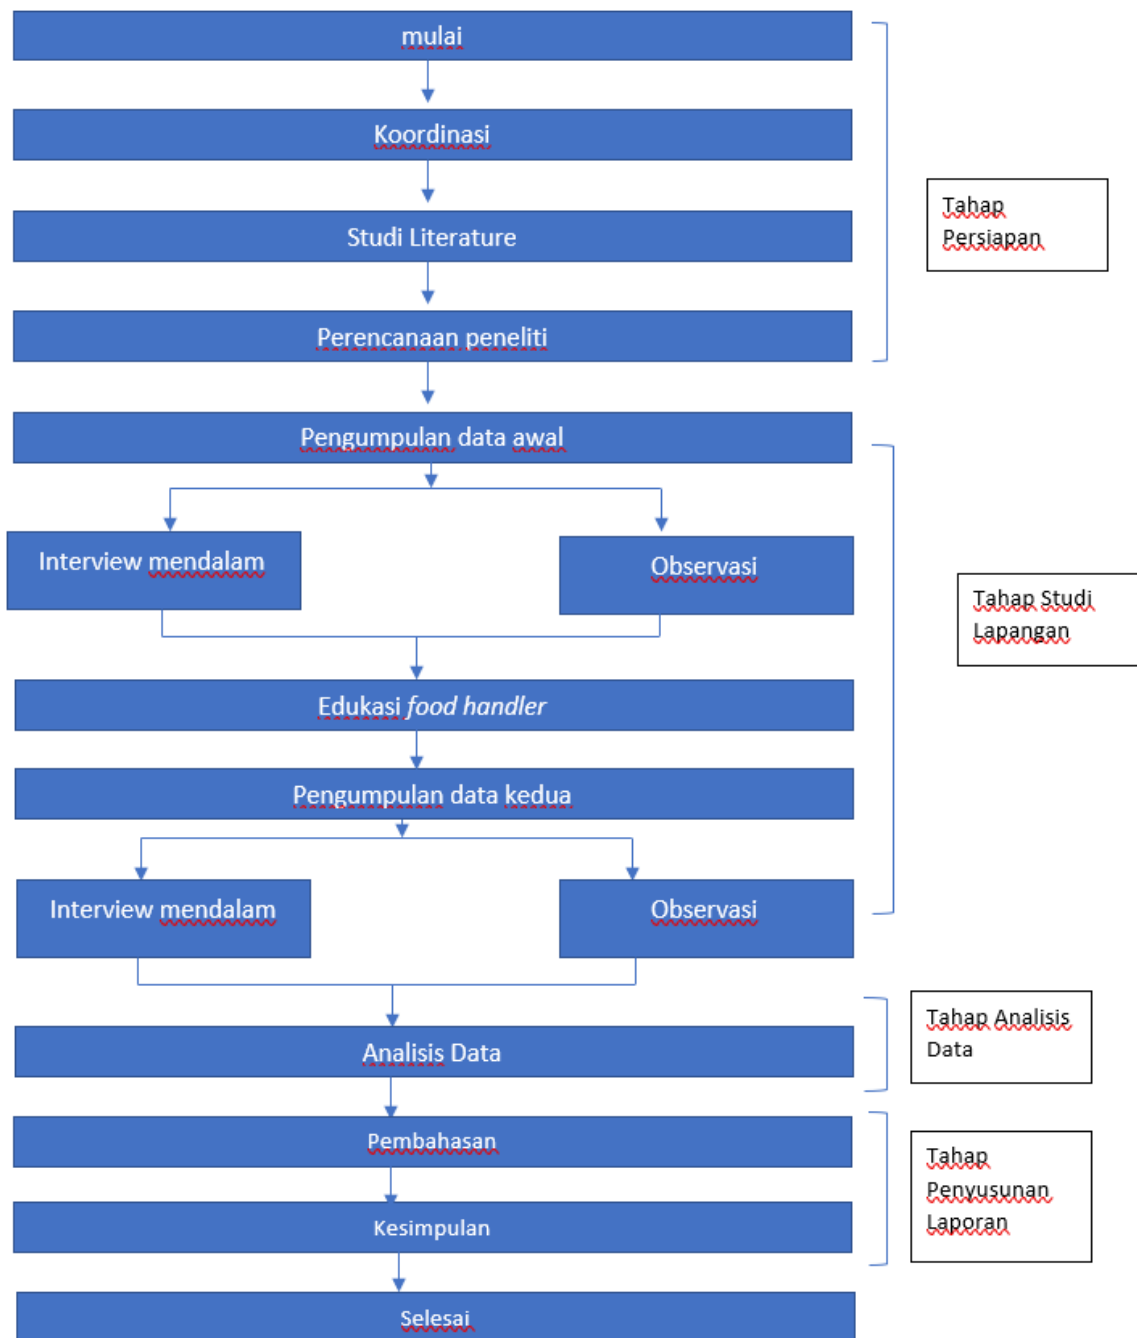 mulai
Koordinasi
Studi Literature
Perencanaan peneliti
Tahap
Persiapan
Pengumpulan data awal
Interview mendalam
Observasi
Edukasi food handler
Pengumpulan data kedua
Interview mendalam
Observasi
Tahap Studi
Lapangan
Analisis Data
Tahap Analisis
Data
Pembahasan
Kesimpulan
Tahap
Penyusunan
Laporan
Selesai